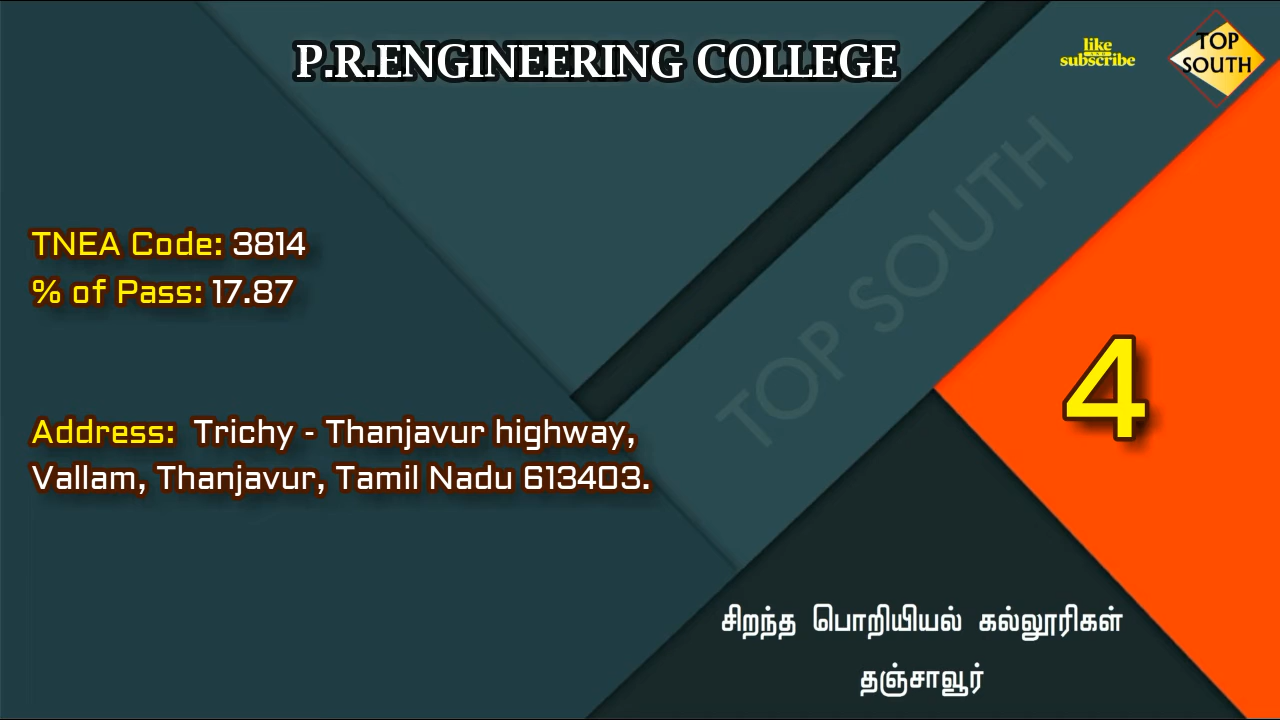 P.R.ENGINEERING COLLEGE
like
AND
subscribe
TOP
SOUTH
TOP SOUTH
TNEA Code: 3814
% of Pass: 17.87
4
Address: Trichy - Thanjavur highway,
Vallam, Thanjavur, Tamil Nadu 613403.
சிறந்த பொறியியல் கல்லூரிகள்
தஞ்சாவூர்